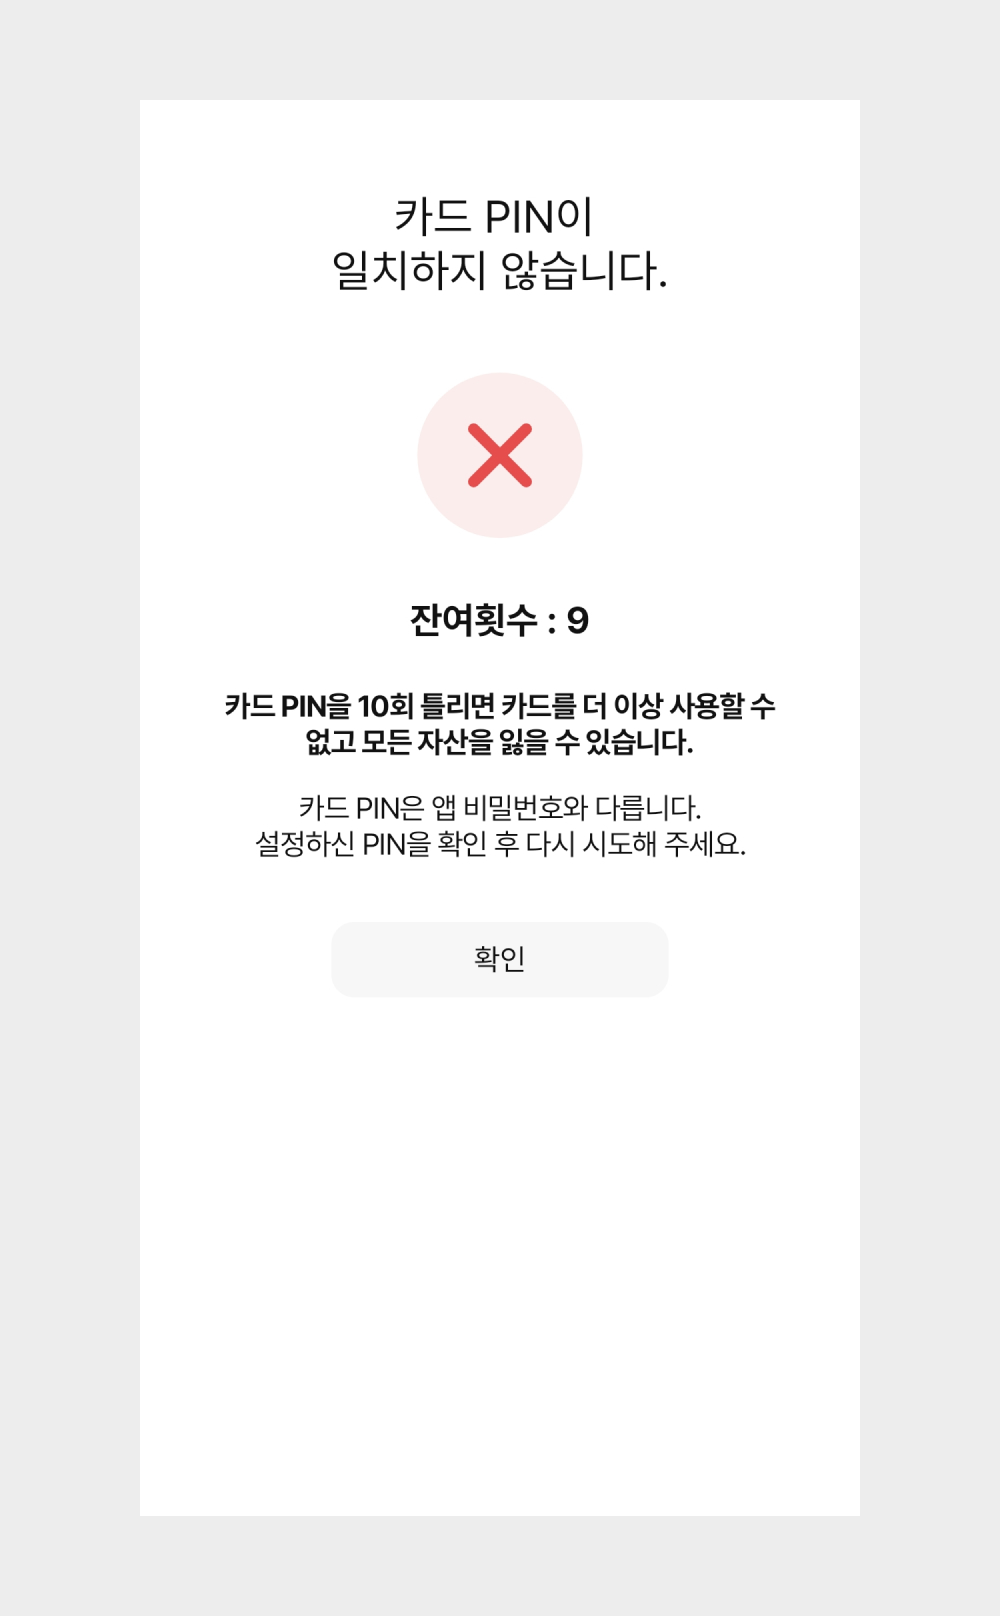 카드 PIN이
일치하지 않습니다.
잔여횟수 : 9
카드 PIN을 10회 틀리면 카드를 더 이상 사용할 수
없고 모든 자산을 잃을 수 있습니다.
카드 PIN은 앱 비밀번호와 다릅니다.
설정하신 PIN을 확인 후 다시 시도해 주세요.
확인